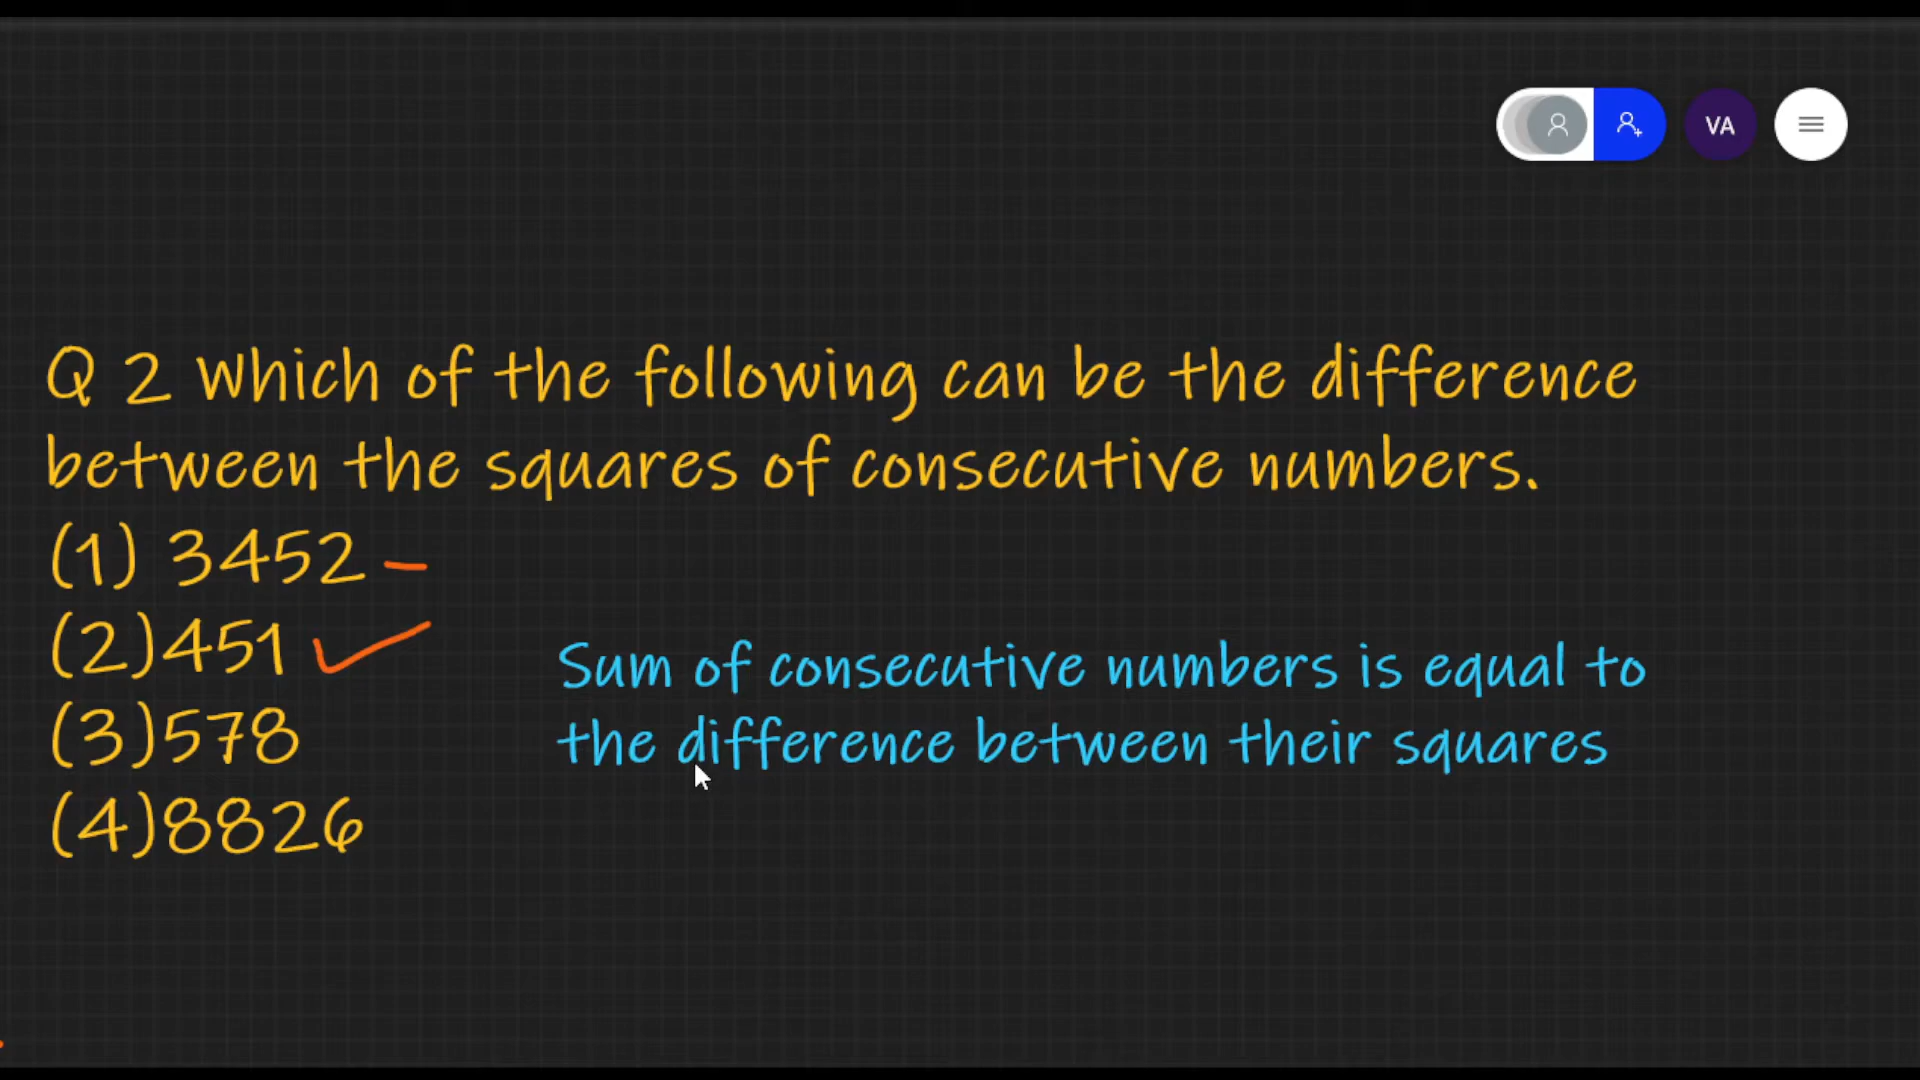 VA
Q 2 Which of the following can be the difference
between the squares of consecutive numbers.
(1) 3452
(2)451
(3)578
(4)8826
Sum of consecutive numbers is equal to
the difference between their squares